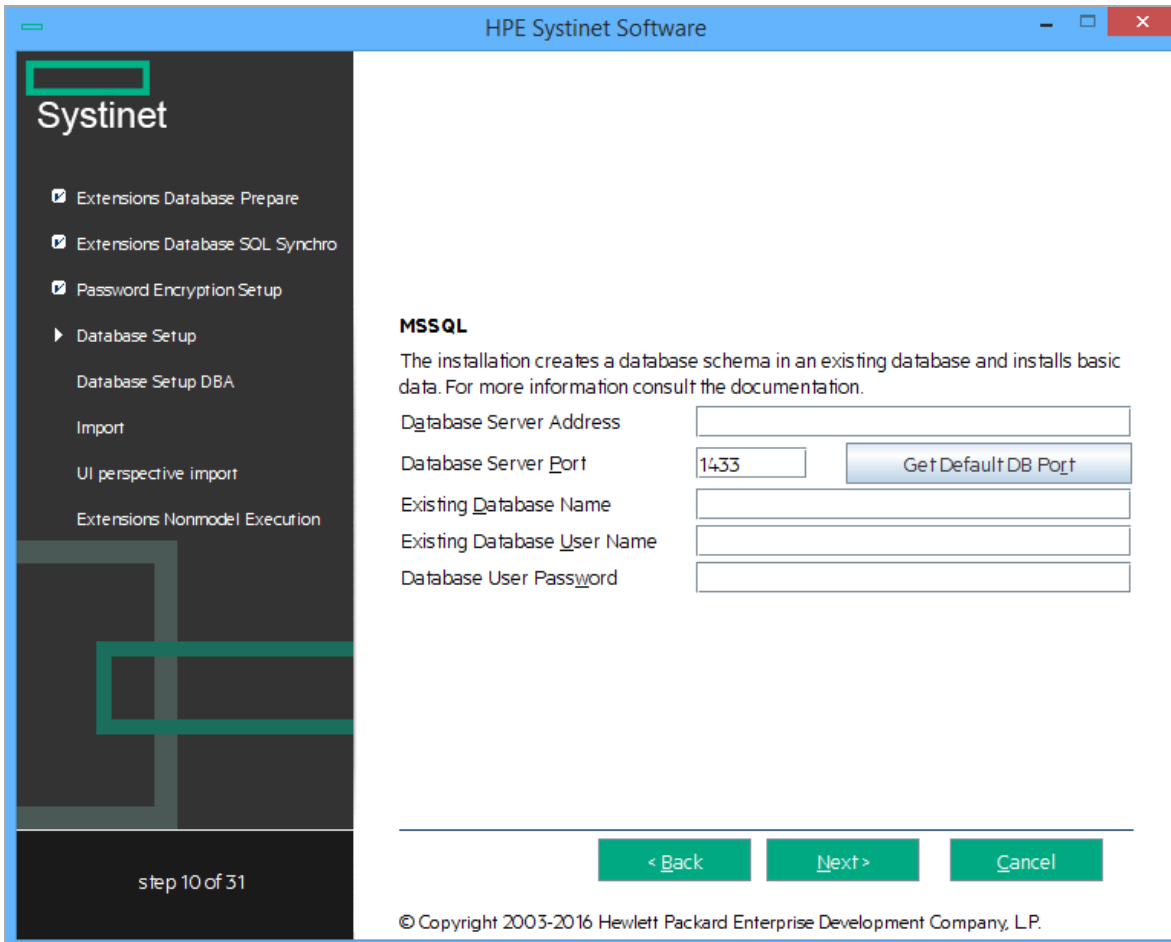 HPE Systinet Software
Systinet
Extensions Database Prepare
Extensions Database SQL Synchro
Password Encryption Setup
Database Setup
Database Setup DBA
Import
UI perspective import
Extensions Nonmodel Execution
step 10 of 31
MSSQL
The installation creates a database schema in an existing database and installs basic
data. For more information consult the documentation.
Database Server Address
Database Server Port 1433 Get Default DB Port
Existing Database Name
Existing Database User Name
Database User Password
< Back Next > Cancel
© Copyright 2003-2016 Hewlett Packard Enterprise Development Company, L.P.